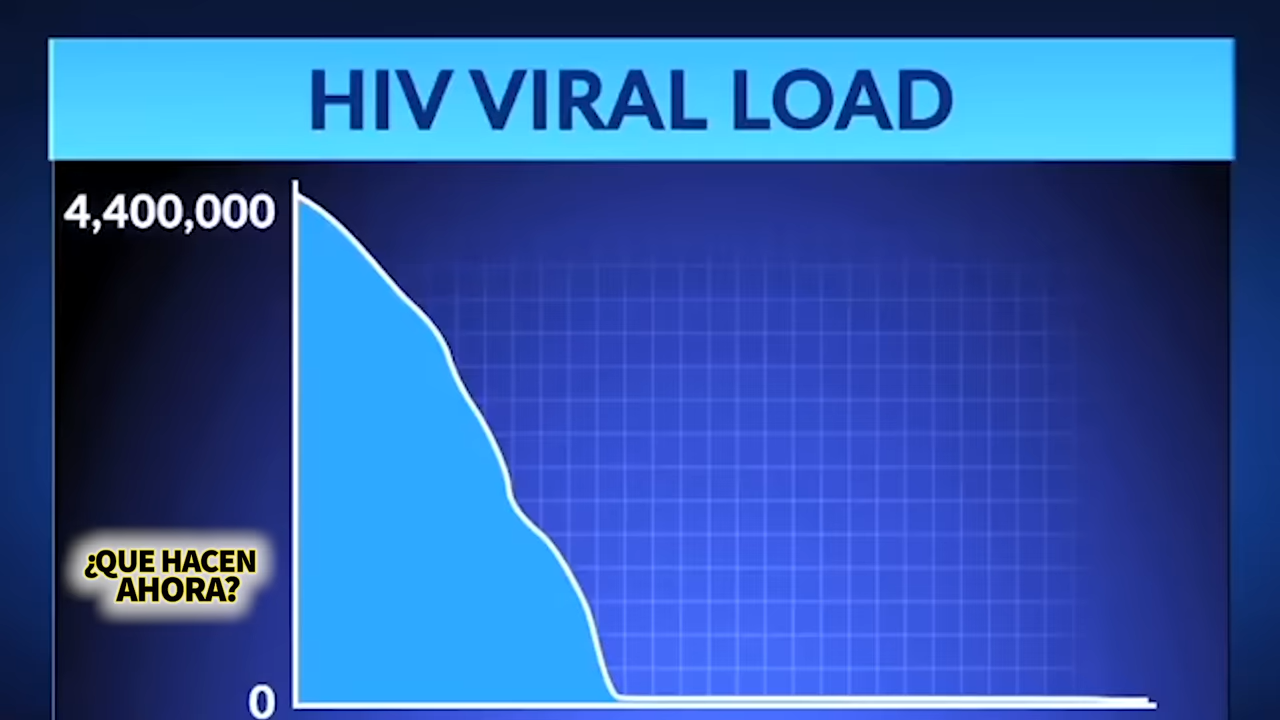 HIV VIRAL LOAD
4,400,000
¿QUE HACEN
AHORA?
0